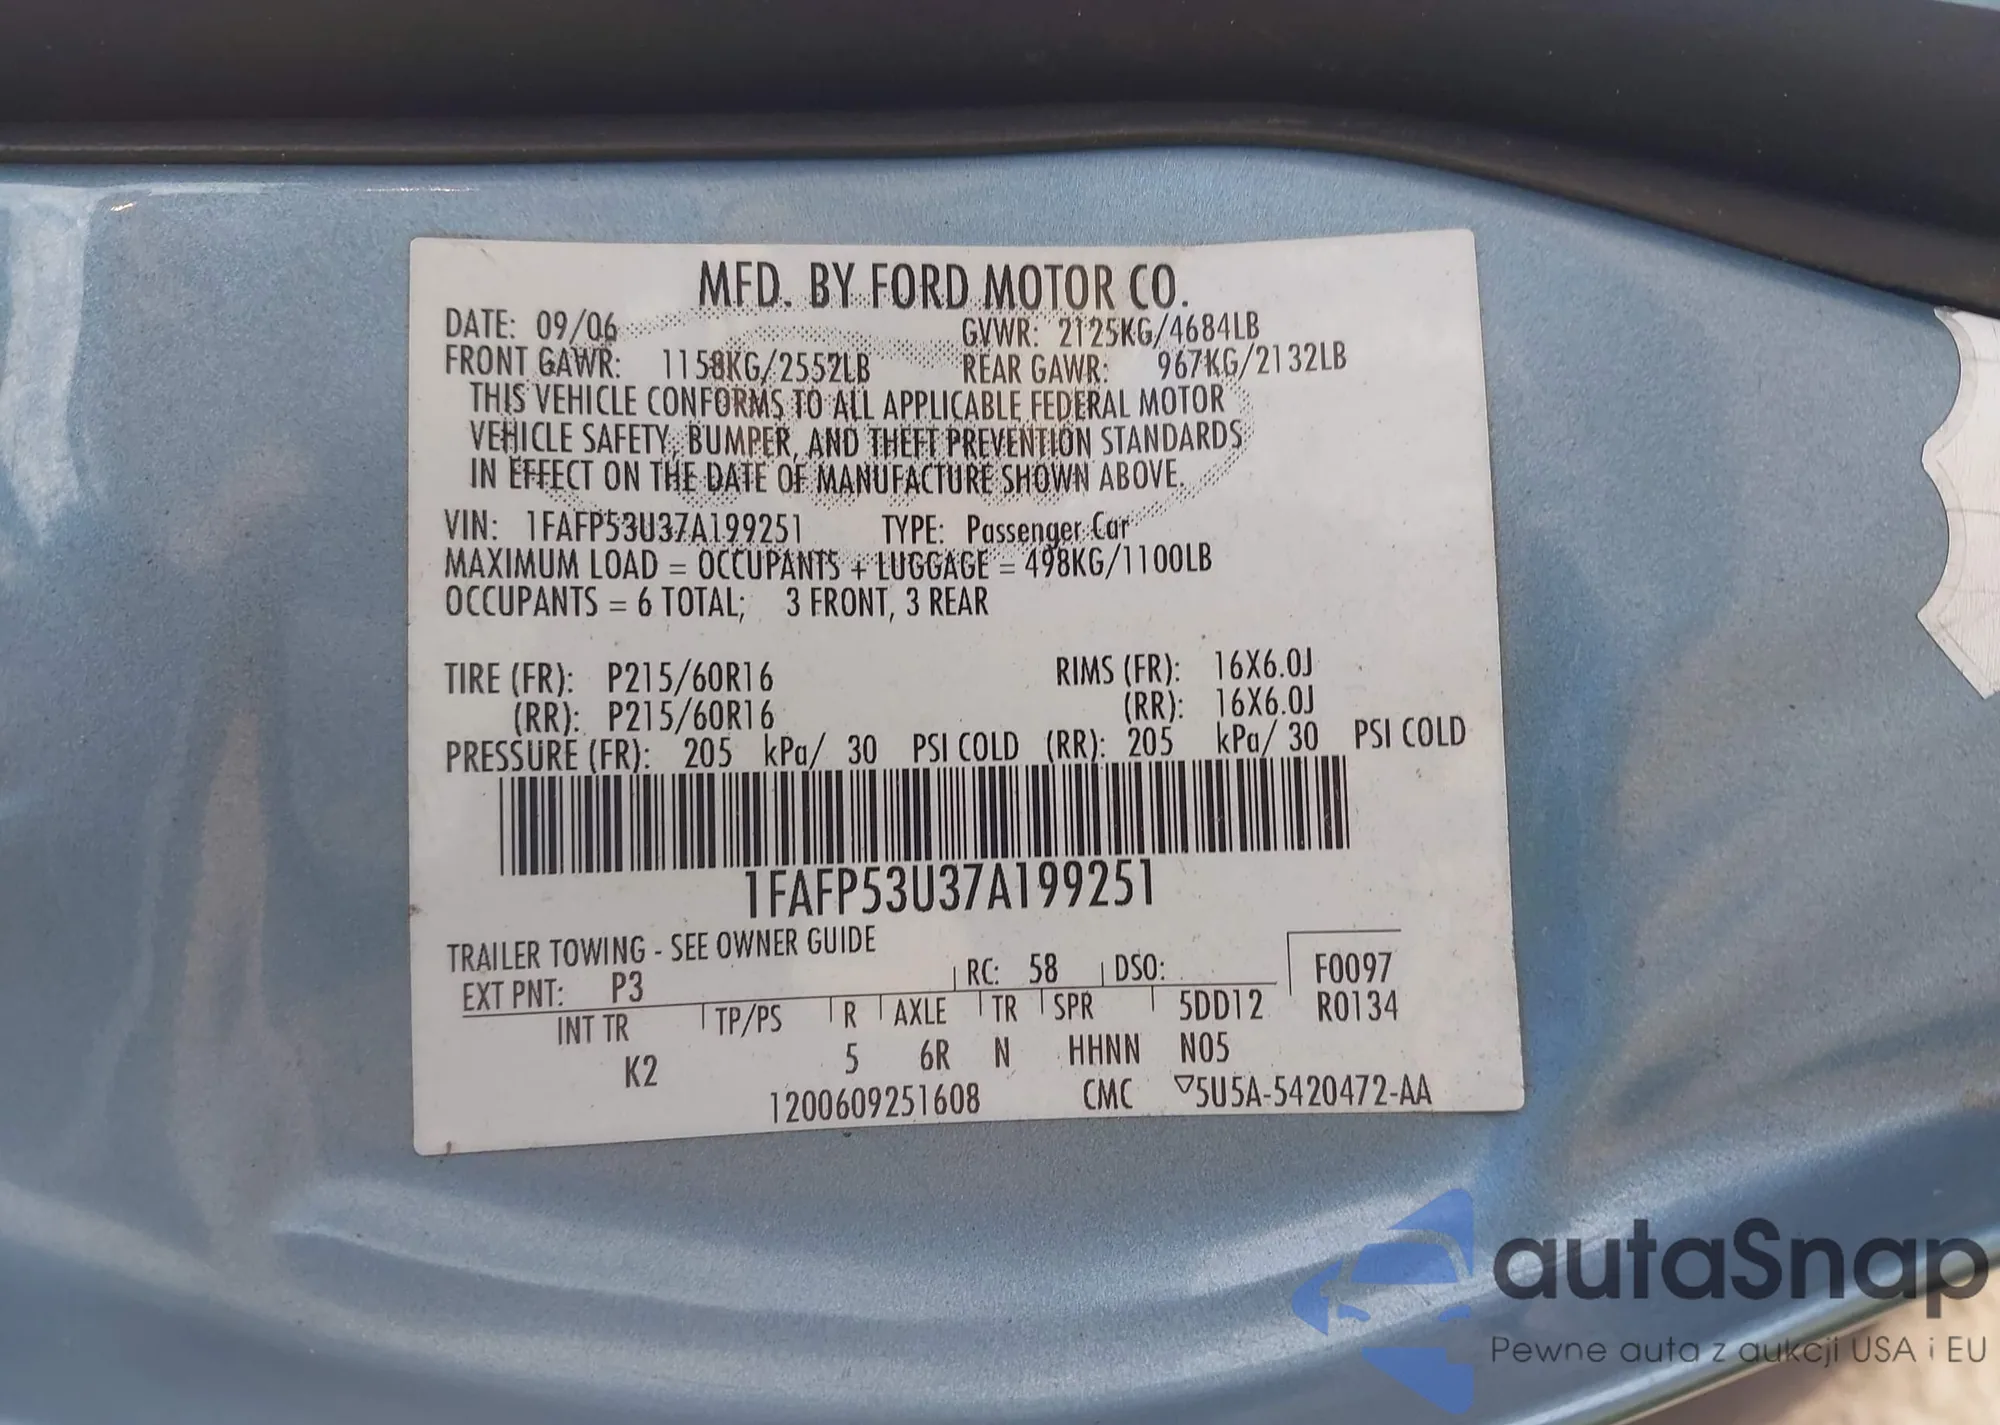 MFD. BY FORD MOTOR CO.
DATE: 09/06 GVWR: 2125KG/4684LB
FRONT GAWR: 1158KG/2552LB REAR GAWR: 967KG/2132LB
THIS VEHICLE CONFORMS TO ALL APPLICABLE FEDERAL MOTOR
VEHICLE SAFETY, BUMPER, AND THEFT PREVENTION STANDARDS
IN EFFECT ON THE DATE OF MANUFACTURE SHOWN ABOVE.
VIN: 1FAFP53U37A199251 TYPE: Passenger Car
MAXIMUM LOAD = OCCUPANTS + LUGGAGE = 498KG/1100LB
OCCUPANTS = 6 TOTAL; 3 FRONT, 3 REAR
TIRE (FR): P215/60R16 RIMS (FR): 16X6.0J
(RR): P215/60R16 (RR): 16X6.0J
PRESSURE (FR): 205 kPa/ 30 PSI COLD (RR): 205 kPa/ 30 PSI COLD
1FAFP53U37A199251
TRAILER TOWING - SEE OWNER GUIDE
EXT PNT: P3 RC: 58 DSO: F0097
INT TR TP/PS R AXLE TR SPR 5DD12 R0134
K2 5 6R N HHNN N05
1200609251608 CMC ▽5U5A-5420472-AA
autaSnap
Pewne auta z aukcji USA i EU